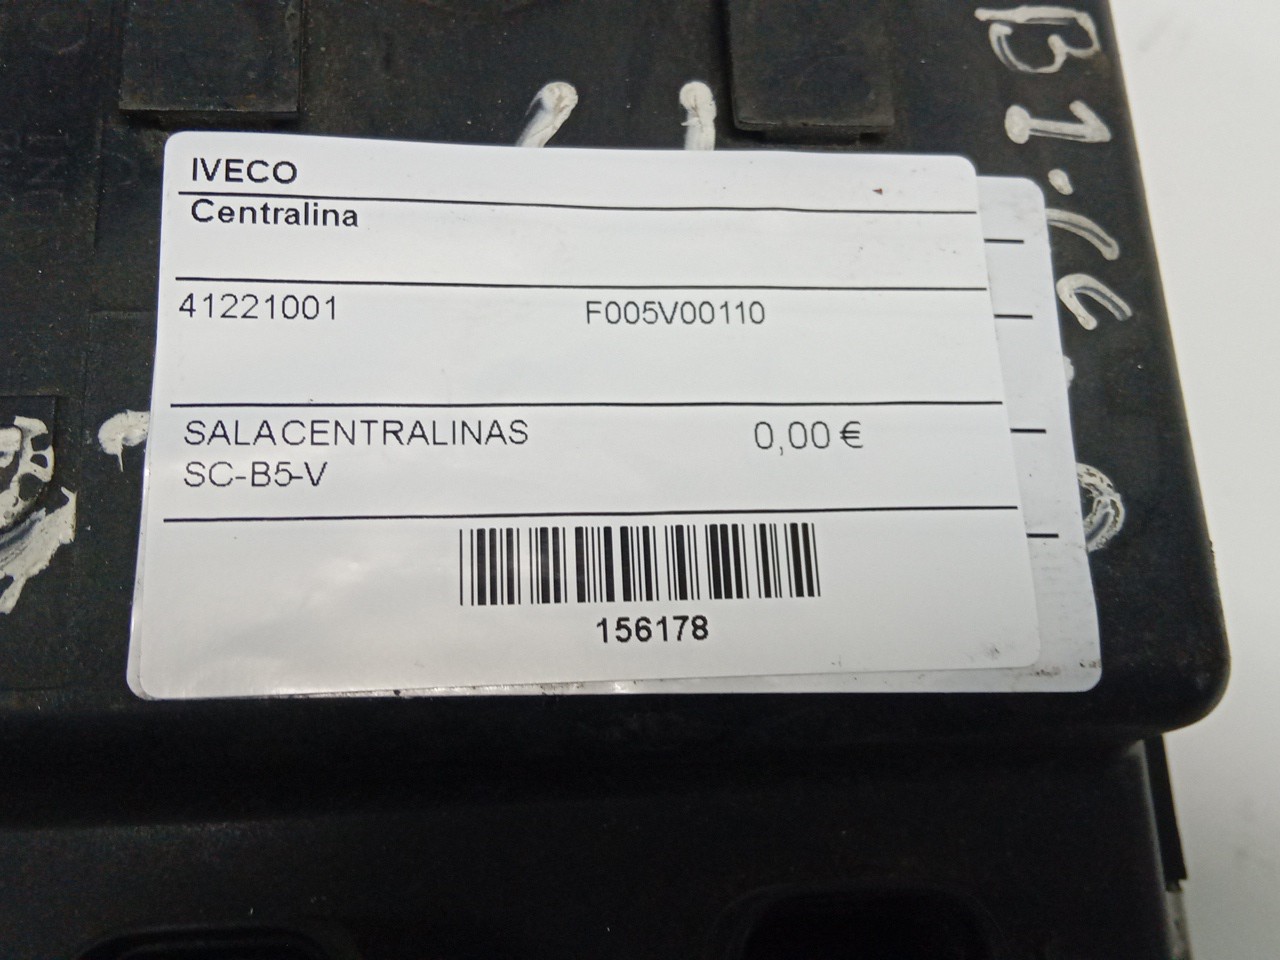 IVECO
Centralina
41221001 F005V00110
SALACENTRALINAS 0,00 €
SC-B5-V
156178